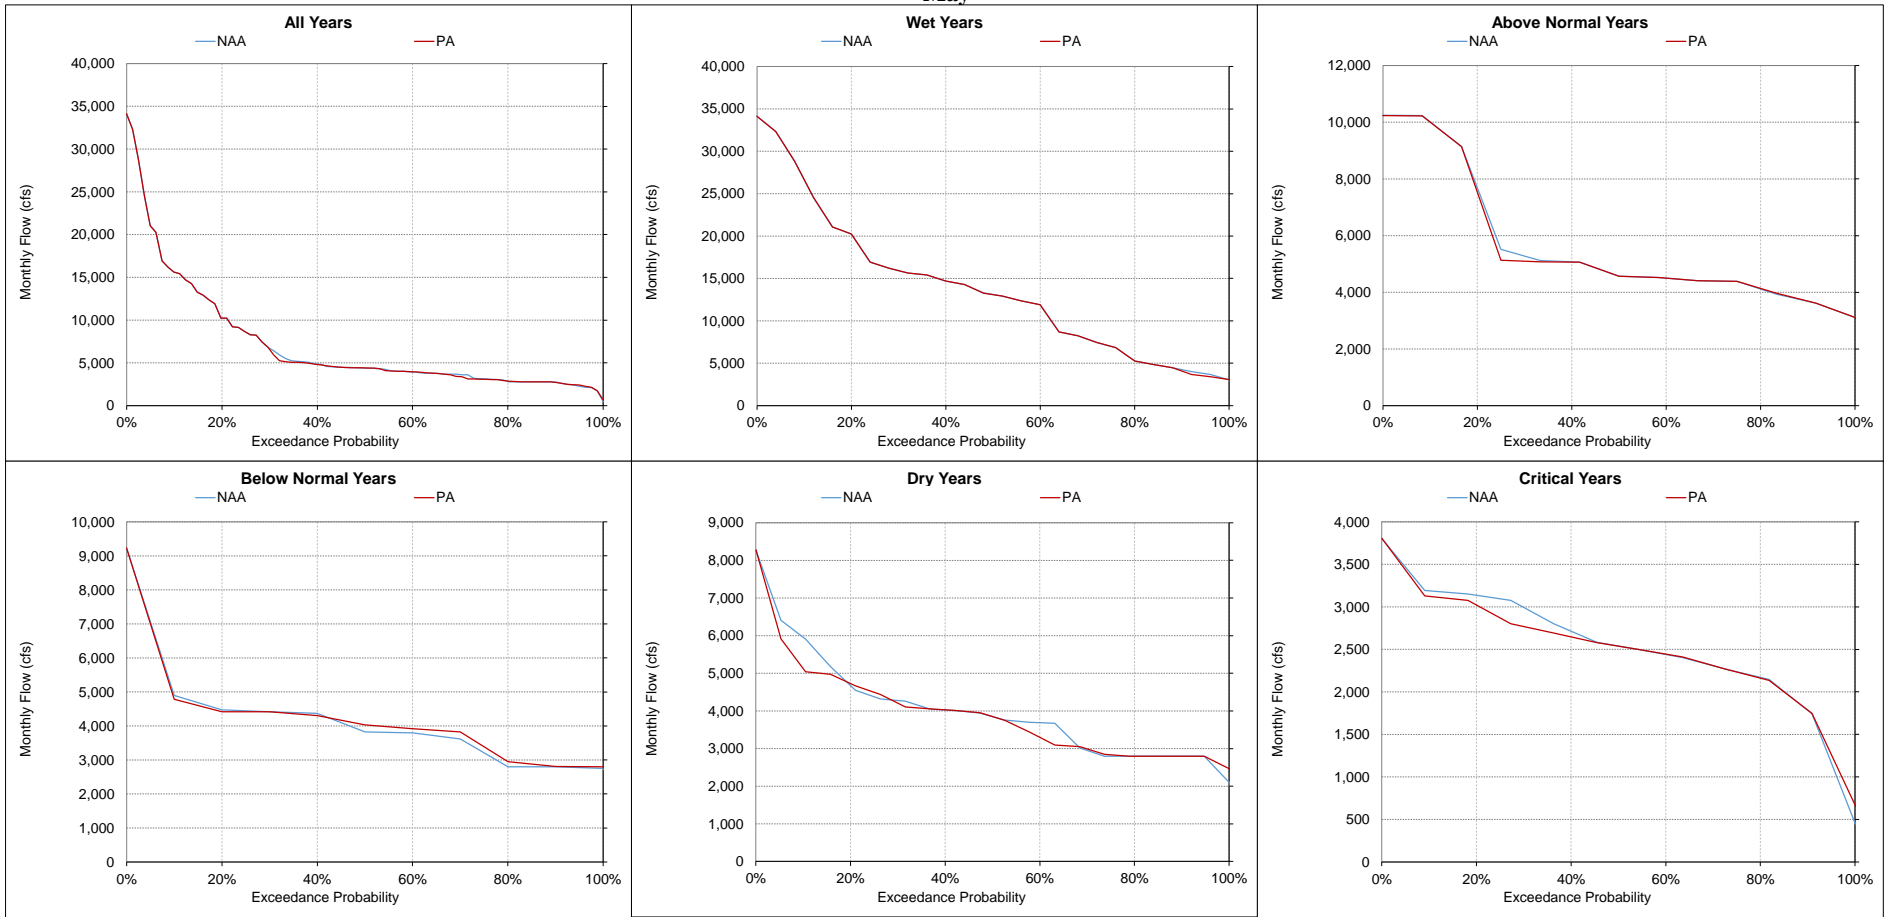 May
All Years
NAA PA
40,000
35,000
30,000
25,000
20,000
15,000
10,000
5,000
0
0% 20% 40% 60% 80% 100%
Monthly Flow (cfs)
Exceedance Probability
Wet Years
NAA PA
40,000
35,000
30,000
25,000
20,000
15,000
10,000
5,000
0
0% 20% 40% 60% 80% 100%
Monthly Flow (cfs)
Exceedance Probability
Above Normal Years
NAA PA
12,000
10,000
8,000
6,000
4,000
2,000
0
0% 20% 40% 60% 80% 100%
Monthly Flow (cfs)
Exceedance Probability
Below Normal Years
NAA PA
10,000
9,000
8,000
7,000
6,000
5,000
4,000
3,000
2,000
1,000
0
0% 20% 40% 60% 80% 100%
Monthly Flow (cfs)
Exceedance Probability
Dry Years
NAA PA
9,000
8,000
7,000
6,000
5,000
4,000
3,000
2,000
1,000
0
0% 20% 40% 60% 80% 100%
Monthly Flow (cfs)
Exceedance Probability
Critical Years
NAA PA
4,000
3,500
3,000
2,500
2,000
1,500
1,000
500
0
0% 20% 40% 60% 80% 100%
Monthly Flow (cfs)
Exceedance Probability